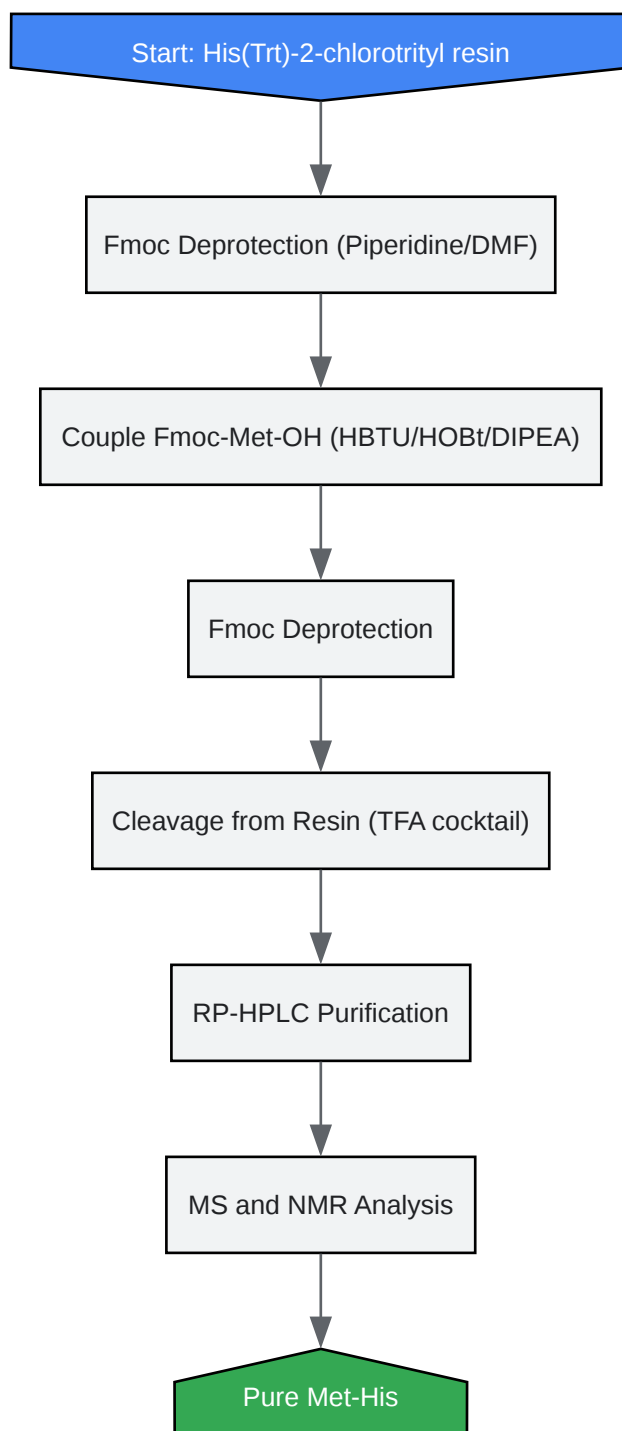 Start: His(Trt)-2-chlorotrityl resin
Fmoc Deprotection (Piperidine/DMF)
Couple Fmoc-Met-OH (HBTU/HOBt/DIPEA)
Fmoc Deprotection
Cleavage from Resin (TFA cocktail)
RP-HPLC Purification
MS and NMR Analysis
Pure Met-His